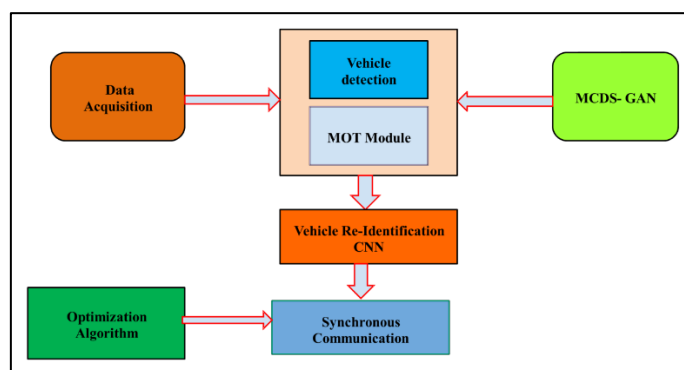 Data
Acquisition
Vehicle
detection
MOT Module
MCDS- GAN
Vehicle Re-Identification
CNN
Optimization
Algorithm
Synchronous
Communication